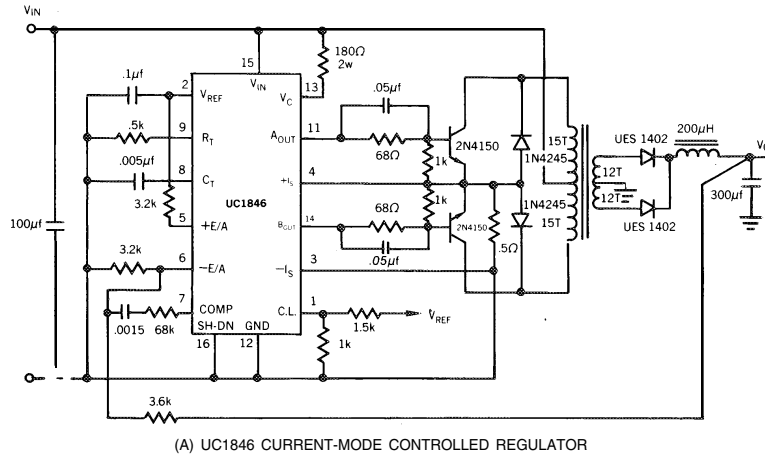 VIN
180Ω
2w
15
.1µf
2
VREF
VIN
VC
13
.05µf
.5k
9
RT
AOUT
11
68Ω
2N4150
15T
UES 1402
200µH
.005µf
8
CT
+IS
4
1k
1N4245
12T
300µf
3.2k
UC1846
1k
1N4245
12T
100µf
5
+E/A
BOUT
14
68Ω
2N4150
15T
UES 1402
3.2k
6
-E/A
.05µf
.5Ω
-IS
3
7
COMP
C.L.
1
.0015
68k
SH-DN
GND
1.5k
VREF
16
12
1k
3.6k
(A) UC1846 CURRENT-MODE CONTROLLED REGULATOR